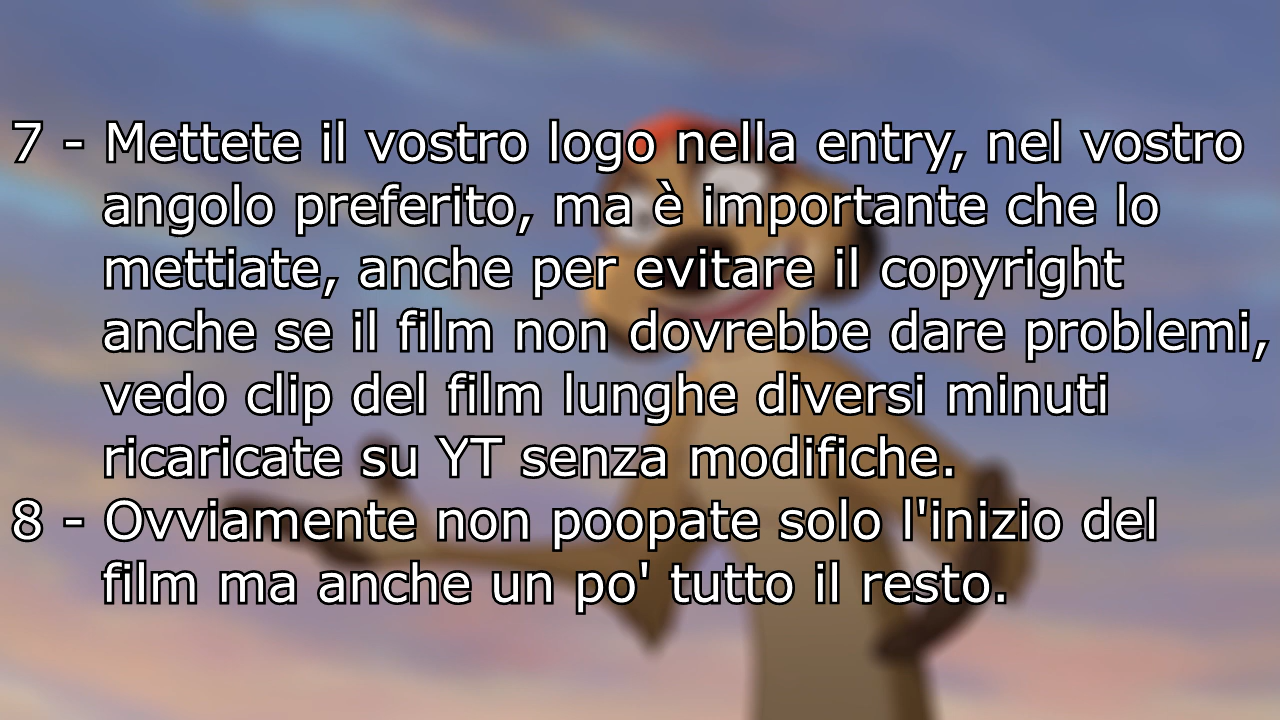 7 - Mettete il vostro logo nella entry, nel vostro
angolo preferito, ma è importante che lo
mettiate, anche per evitare il copyright
anche se il film non dovrebbe dare problemi,
vedo clip del film lunghe diversi minuti
ricaricate su YT senza modifiche.
8 - Ovviamente non poopate solo l'inizio del
film ma anche un po' tutto il resto.